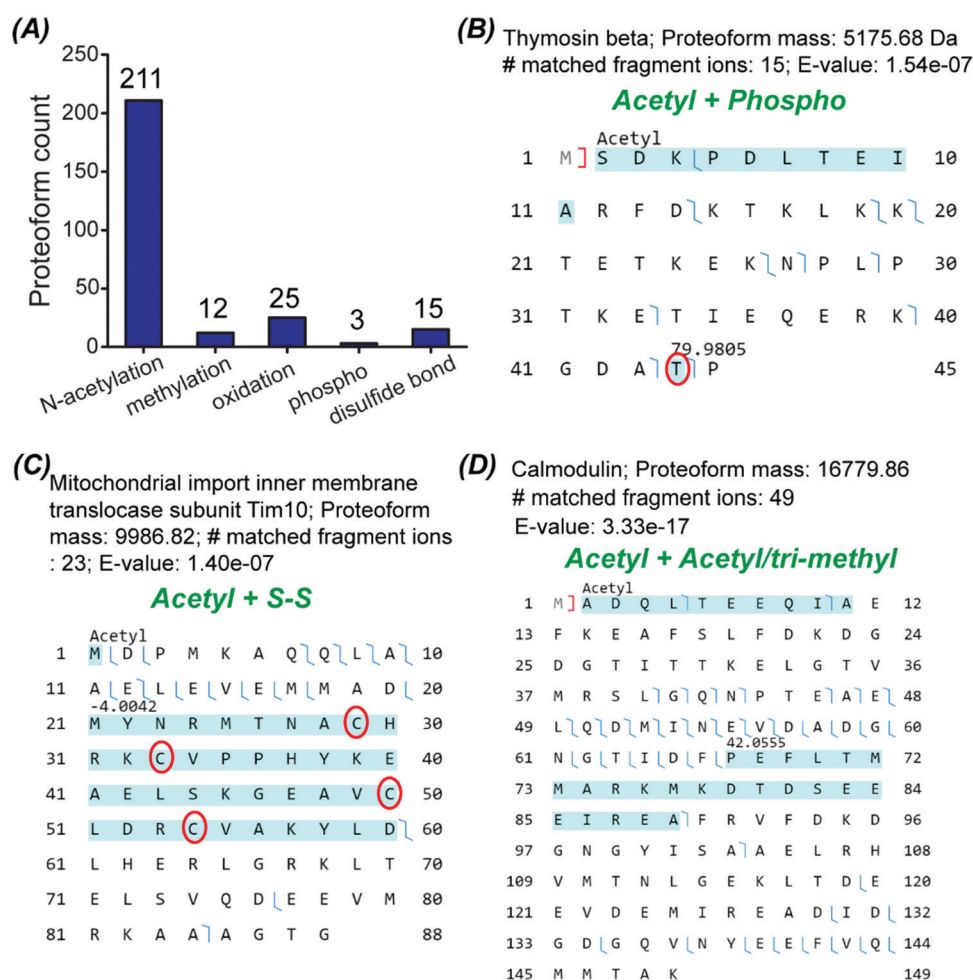 (A)
250
200
150
100
50
0
Proteoform count
211
12
25
3
15
N-acetylation
methylation
oxidation
phospho
disulfide bond
(B) Thymosin beta; Proteoform mass: 5175.68 Da
# matched fragment ions: 15; E-value: 1.54e-07
Acetyl + Phospho
Acetyl
1 M S D K P D L T E I 10
11 A R F D K T K L K K 20
21 T E T K E K N P L P 30
31 T K E T I E Q E R K 40
79.9805
41 G D A T P 45
(C) Mitochondrial import inner membrane
translocase subunit Tim10; Proteoform
mass: 9986.82; # matched fragment ions
: 23; E-value: 1.40e-07
Acetyl + S-S
Acetyl
1 M D P M K A Q Q L A 10
11 A E L E V E M M A D 20
-4.0042
21 M Y N R M T N A C H 30
31 R K C V P P H Y K E 40
41 A E L S K G E A V C 50
51 L D R C V A K Y L D 60
61 L H E R L G R K L T 70
71 E L S V Q D E E V M 80
81 R K A A A G T G 88
(D) Calmodulin; Proteoform mass: 16779.86
# matched fragment ions: 49
E-value: 3.33e-17
Acetyl + Acetyl/tri-methyl
Acetyl
1 M A D Q L T E E Q I A E 12
13 F K E A F S L F D K D G 24
25 D G T I T T K E L G T V 36
37 M R S L G Q N P T E A E 48
49 L Q D M I N E V D A D G 60
42.0555
61 N G T I D F P E F L T M 72
73 M A R K M K D T D S E E 84
85 E I R E A F R V F D K D 96
97 G N G Y I S A A E L R H 108
109 V M T N L G E K L T D E 120
121 E V D E M I R E A D I D 132
133 G D G Q V N Y E E F V Q 144
145 M M T A K 149